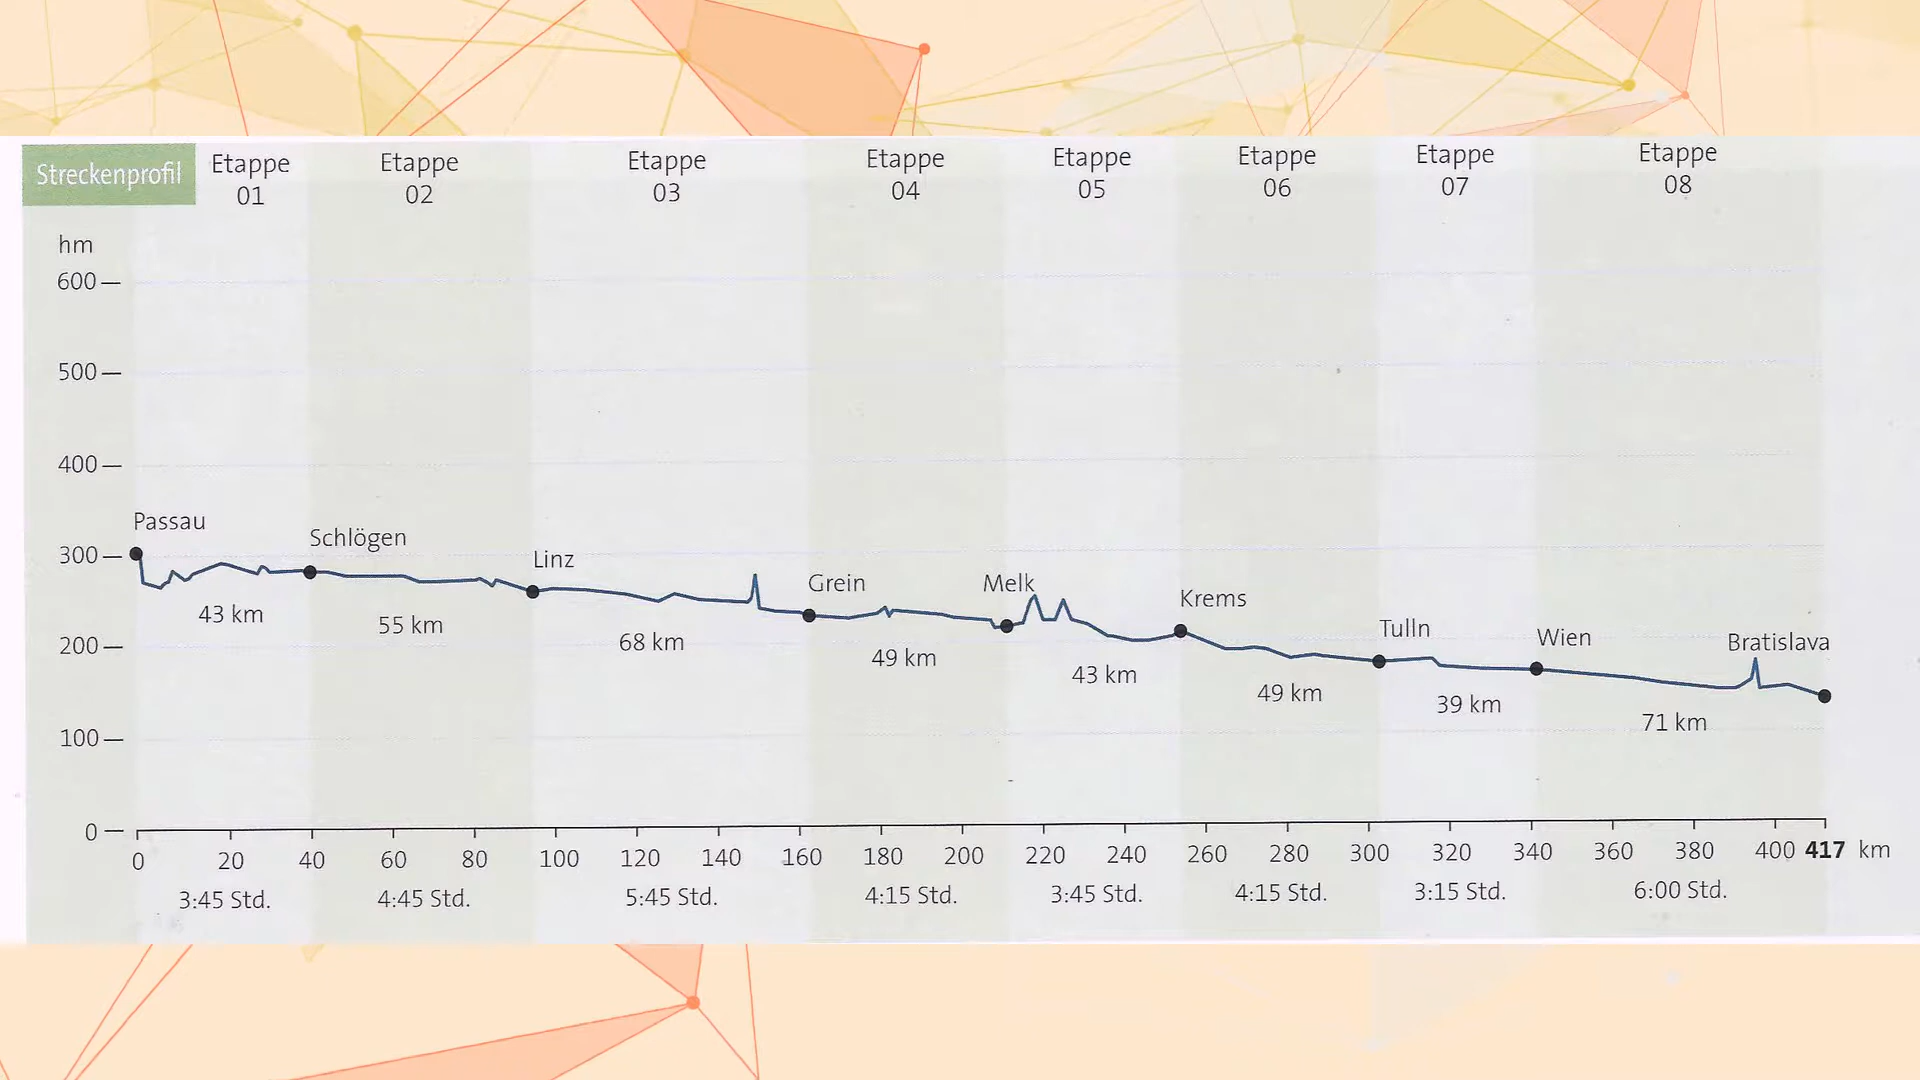 Streckenprofil
Etappe
01
Etappe
02
Etappe
03
Etappe
04
Etappe
05
Etappe
06
Etappe
07
Etappe
08
hm
600
500
400
300
200
100
0
Passau
Schlögen
Linz
Grein
Melk
Krems
Tulln
Wien
Bratislava
43 km
55 km
68 km
49 km
43 km
49 km
39 km
71 km
0 20 40 60 80 100 120 140 160 180 200 220 240 260 280 300 320 340 360 380 400 417 km
3:45 Std. 4:45 Std. 5:45 Std. 4:15 Std. 3:45 Std. 4:15 Std. 3:15 Std. 6:00 Std.